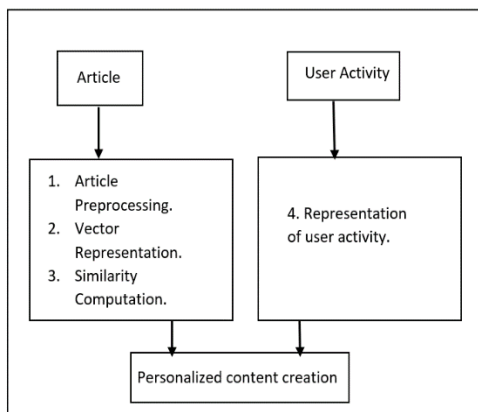 Article
User Activity
1. Article
Preprocessing.
2. Vector
Representation.
3. Similarity
Computation.
4. Representation
of user activity.
Personalized content creation